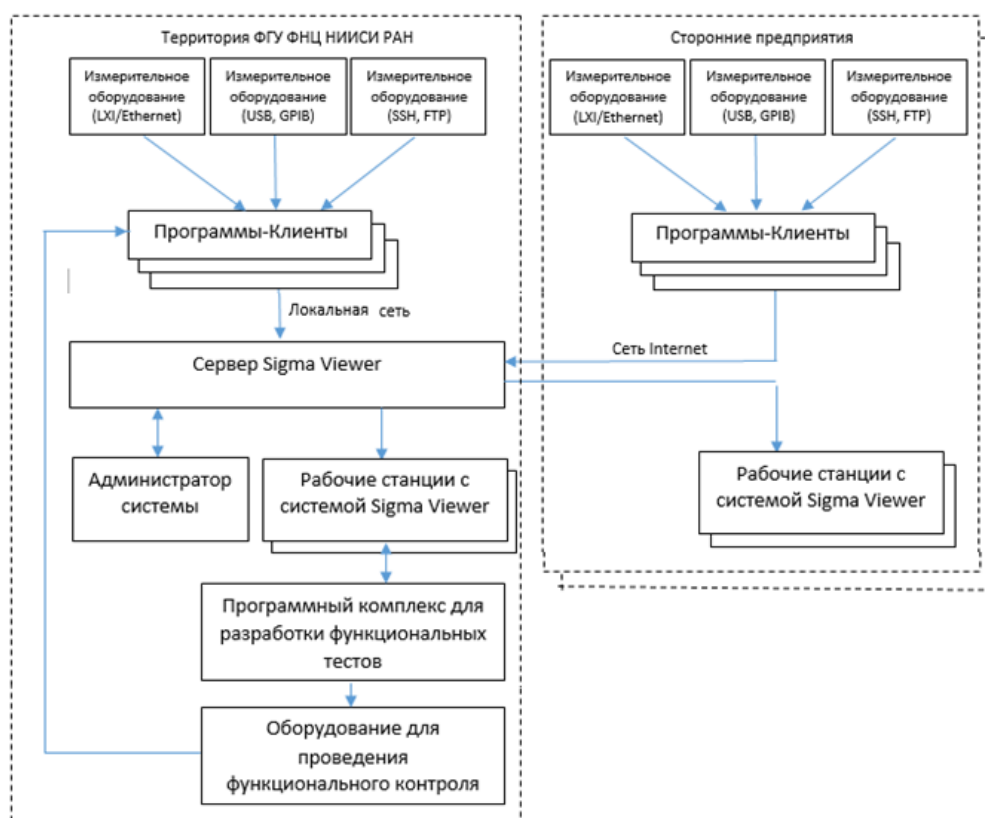 Территория ФГУ ФНЦ НИИСИ РАН
Измерительное
оборудование
(LXI/Ethernet)
Измерительное
оборудование
(USB, GPIB)
Измерительное
оборудование
(SSH, FTP)
Программы-Клиенты
Локальная сеть
Сервер Sigma Viewer
Администратор
системы
Рабочие станции с
системой Sigma Viewer
Программный комплекс для
разработки функциональных
тестов
Оборудование для
проведения
функционального контроля
Сторонние предприятия
Измерительное
оборудование
(LXI/Ethernet)
Измерительное
оборудование
(USB, GPIB)
Измерительное
оборудование
(SSH, FTP)
Программы-Клиенты
Сеть Internet
Рабочие станции с
системой Sigma Viewer